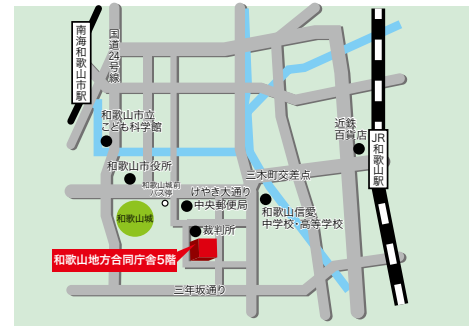 南海和歌山市駅
国道24号線
和歌山市立
こども科学館
近鉄
百貨店
JR和歌山駅
和歌山市役所
三木町交差点
和歌山城前
バス停
けやき大通り
中央郵便局
和歌山城
和歌山信愛
中学校・高等学校
裁判所
和歌山地方合同庁舎5階
三年坂通り